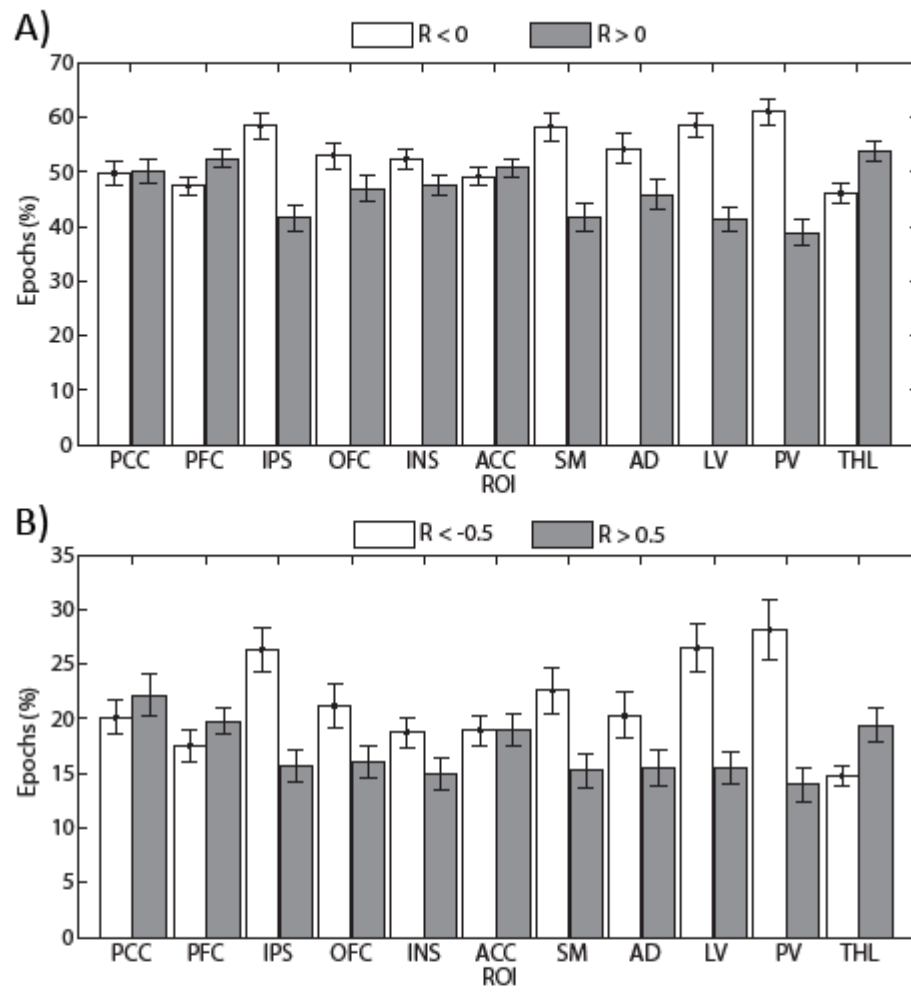 A)
R < 0 R > 0
70
60
50
40
30
20
10
0
Epochs (%)
PCC PFC IPS OFC INS ACC SM AD LV PV THL
ROI
B)
R < -0.5 R > 0.5
35
30
25
20
15
10
5
0
Epochs (%)
PCC PFC IPS OFC INS ACC SM AD LV PV THL
ROI